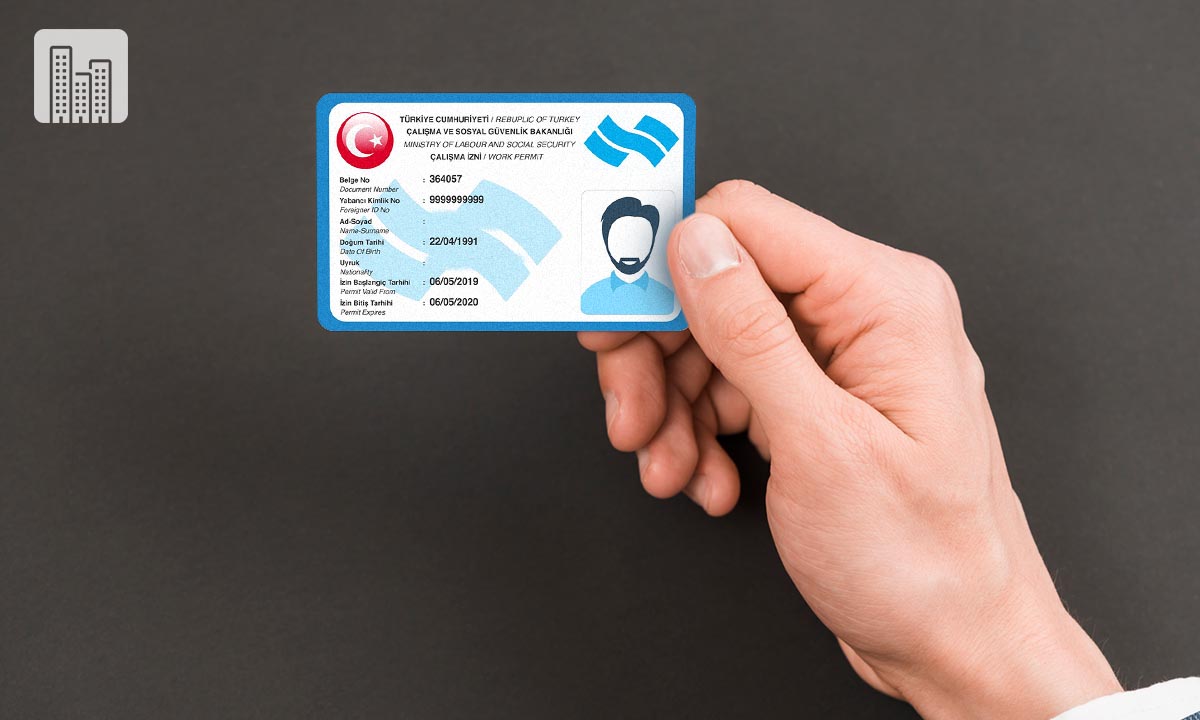 TÜRKİYE CUMHURİYETİ / REBUPLIC OF TURKEY
ÇALIŞMA VE SOSYAL GÜVENLİK BAKANLIĞI
MINISTRY OF LABOUR AND SOCIAL SECURITY
ÇALIŞMA İZNİ / WORK PERMIT
Belge No : 364057
Document Number
Yabancı Kimlik No : 9999999999
Foreigner ID No
Ad-Soyad :
Name-Surname
Doğum Tarihi : 22/04/1991
Date Of Birth
Uyruk :
Nationality
İzin Başlangıç Tarihi : 06/05/2019
Permit Valid From
İzin Bitiş Tarihi : 06/05/2020
Permit Expires